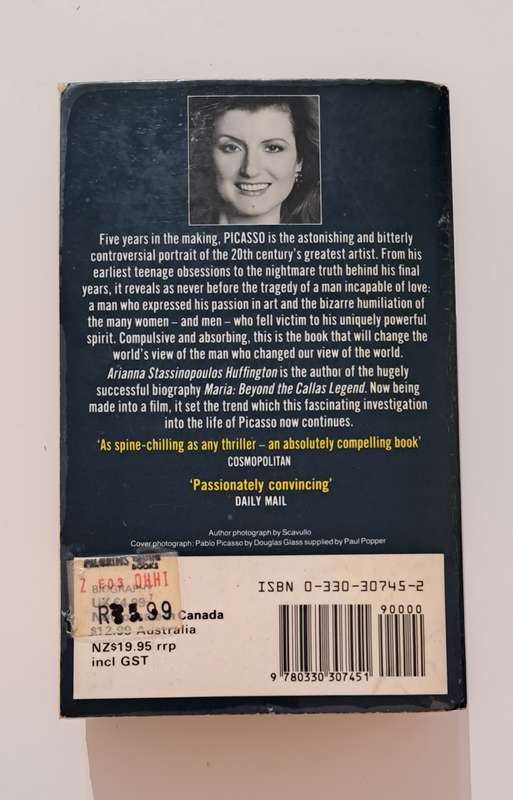 Five years in the making, PICASSO is the astonishing and bitterly
controversial portrait of the 20th century's greatest artist. From his
earliest teenage obsessions to the nightmare truth behind his final
years, it reveals as never before the tragedy of a man incapable of love:
a man who expressed his passion in art and the bizarre humiliation of
the many women – and men – who fell victim to his uniquely powerful
spirit. Compulsive and absorbing, this is the book that will change the
world's view of the man who changed our view of the world.
Arianna Stassinopoulos Huffington is the author of the hugely
successful biography Maria: Beyond the Callas Legend. Now being
made into a film, it set the trend which this fascinating investigation
into the life of Picasso now continues.
'As spine-chilling as any thriller – an absolutely compelling book'
COSMOPOLITAN
'Passionately convincing'
DAILY MAIL
Author photograph by Scavullo
Cover photograph: Pablo Picasso by Douglas Glass supplied by Paul Popper
BOOKS
BIOGRAPHY
Canada
$12.99 Australia
NZ$19.95 rrp
incl GST
ISBN 0-330-30745-2
90000
9 780330 307451